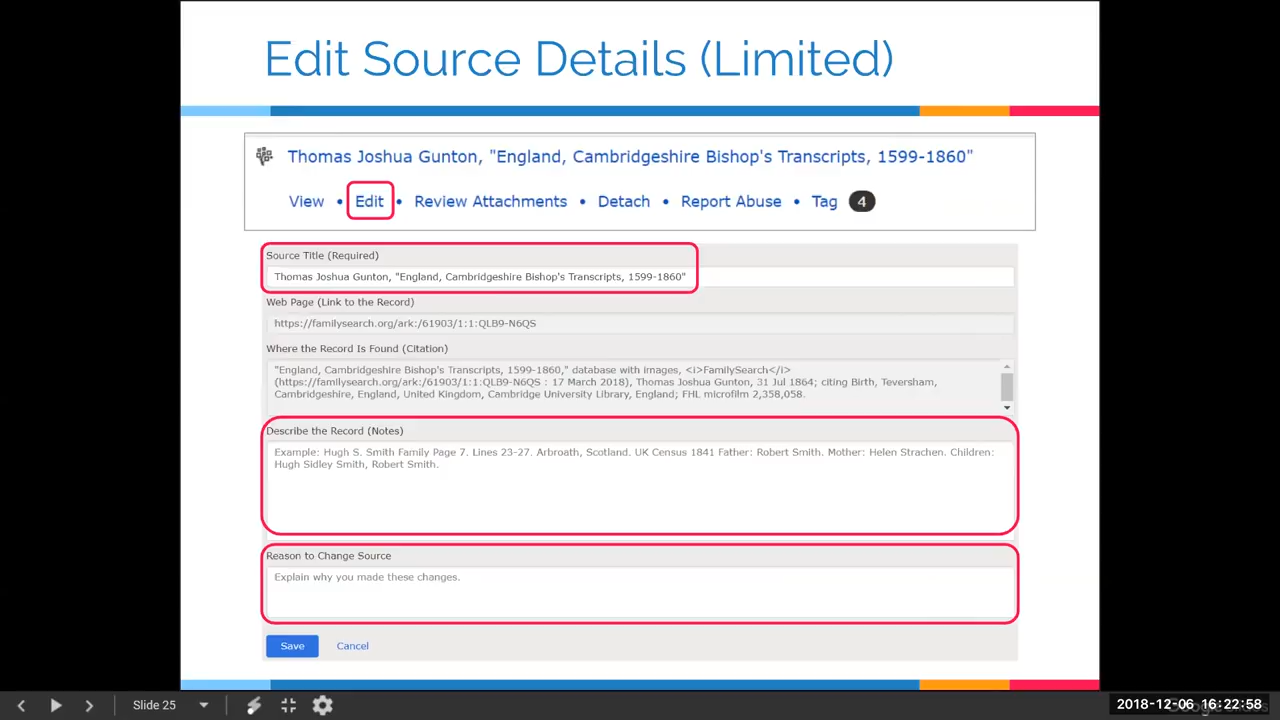 Edit Source Details (Limited)
Thomas Joshua Gunton, "England, Cambridgeshire Bishop's Transcripts, 1599-1860"
View • Edit • Review Attachments • Detach • Report Abuse • Tag 4
Source Title (Required)
Thomas Joshua Gunton, "England, Cambridgeshire Bishop's Transcripts, 1599-1860"
Web Page (Link to the Record)
https://familysearch.org/ark:/61903/1:1:QLB9-N6QS
Where the Record Is Found (Citation)
"England, Cambridgeshire Bishop's Transcripts, 1599-1860," database with images, <i>FamilySearch</i>
(https://familysearch.org/ark:/61903/1:1:QLB9-N6QS : 17 March 2018), Thomas Joshua Gunton, 31 Jul 1864; citing Birth, Teversham,
Cambridgeshire, England, United Kingdom, Cambridge University Library, England; FHL microfilm 2,358,058.
Describe the Record (Notes)
Example: Hugh S. Smith Family Page 7. Lines 23-27. Arbroath, Scotland. UK Census 1841 Father: Robert Smith. Mother: Helen Strachen. Children:
Hugh Sidley Smith, Robert Smith.
Reason to Change Source
Explain why you made these changes.
Save Cancel
Slide 25
2018-12-06 16:22:58